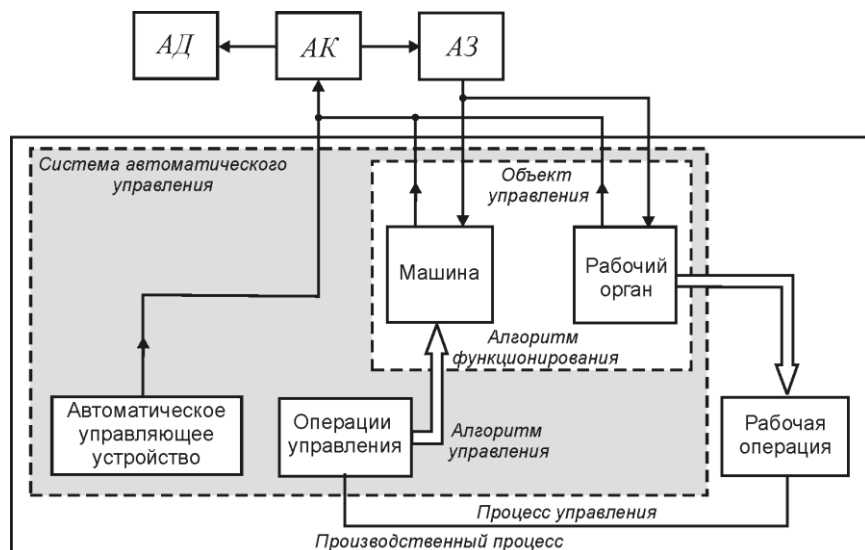 АД
АК
АЗ
Система автоматического
управления
Объект
управления
Машина
Рабочий
орган
Алгоритм
функционирования
Автоматическое
управляющее
устройство
Операции
управления
Алгоритм
управления
Рабочая
операция
Процесс управления
Производственный процесс